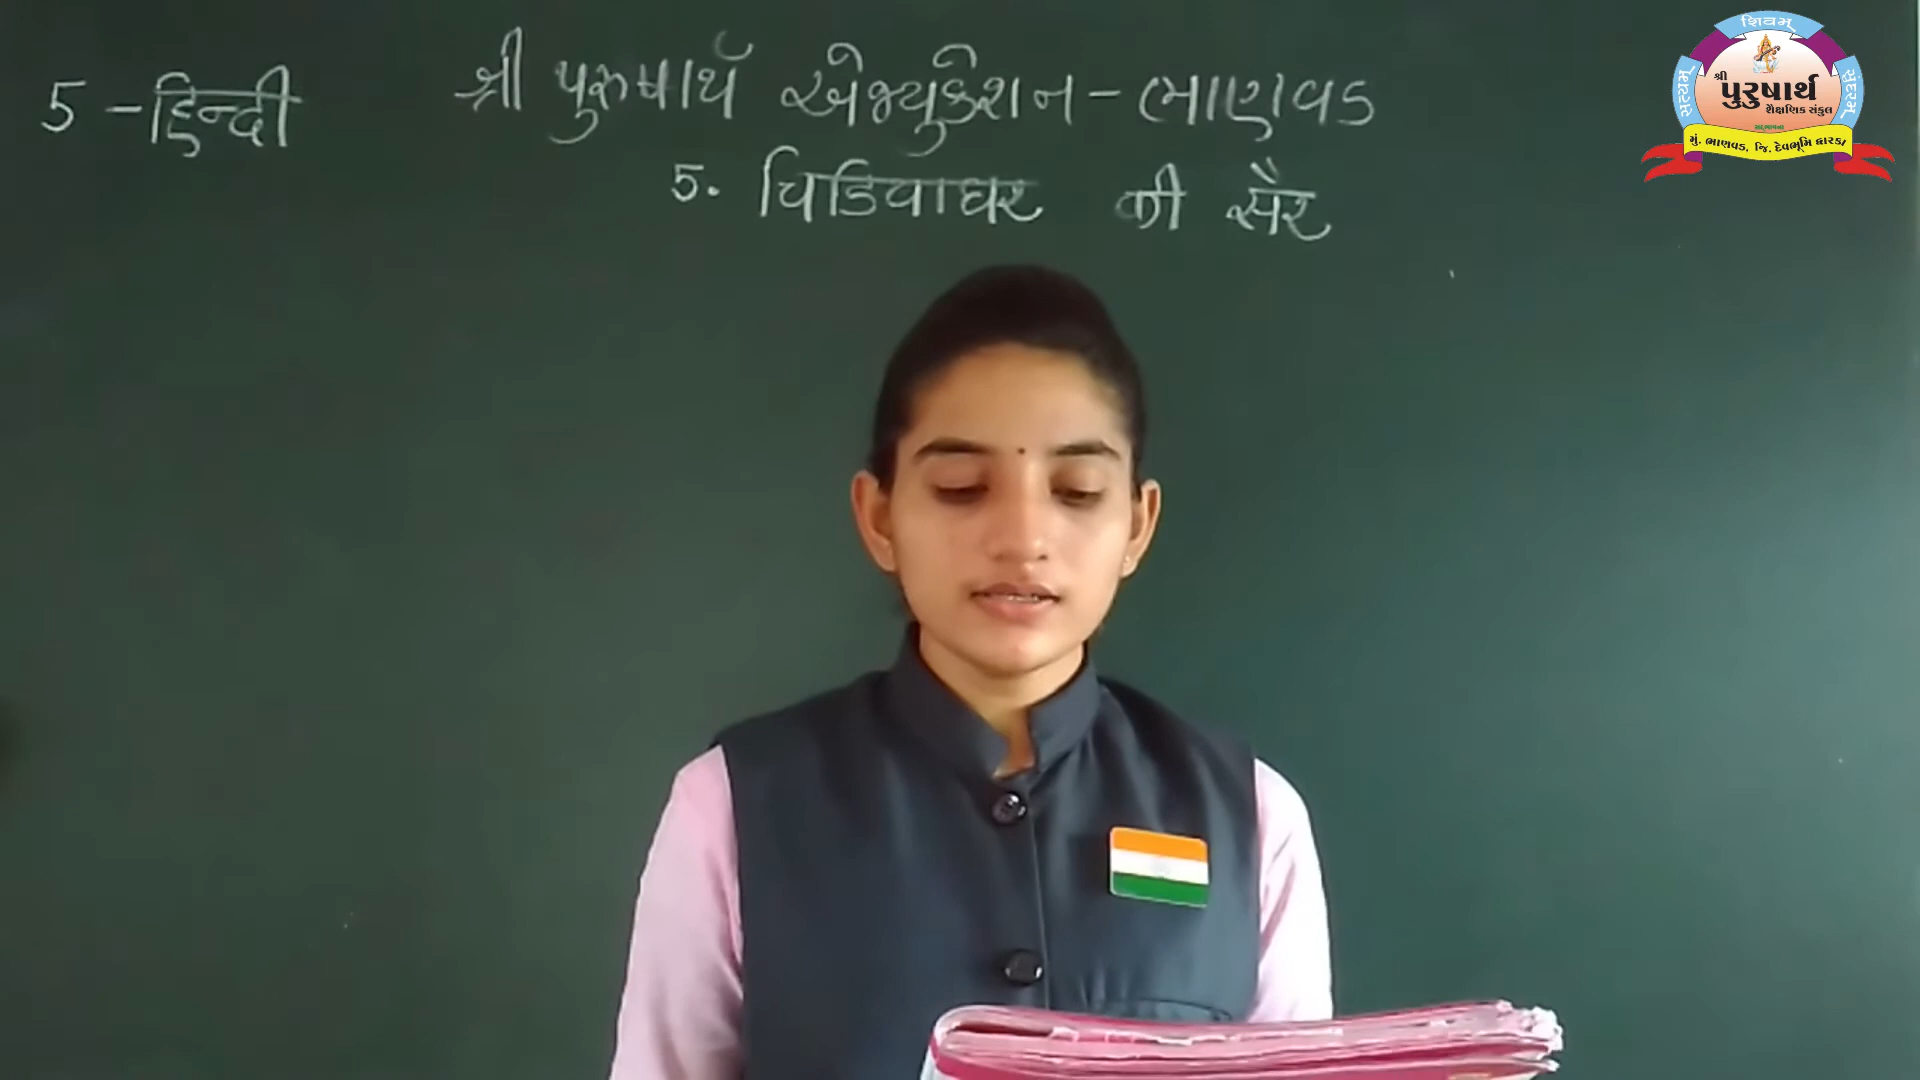 5 - हिन्दी
શ્રી પુરુષાર્થ એજ્યુકેશન - ભાણવડ
5. चिडियाघर की सैर
શિવમ્
સત્યમ્
સુંદરમ્
શ્રી
પુરુષાર્થ
શૈક્ષણિક સંકુલ
મું. ભાણવડ, જિ. દેવભૂમિ દ્વારકા